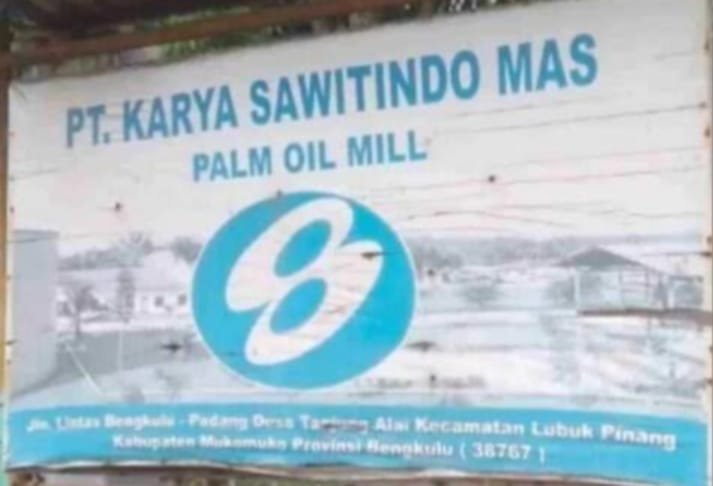 PT. KARYA SAWITINDO MAS
PALM OIL MILL
8
Jln. Lintas Bengkulu - Padang Desa Tanjung Alai Kecamatan Lubuk Pinang
Kabupaten Mukomuko Provinsi Bengkulu ( 38767 )